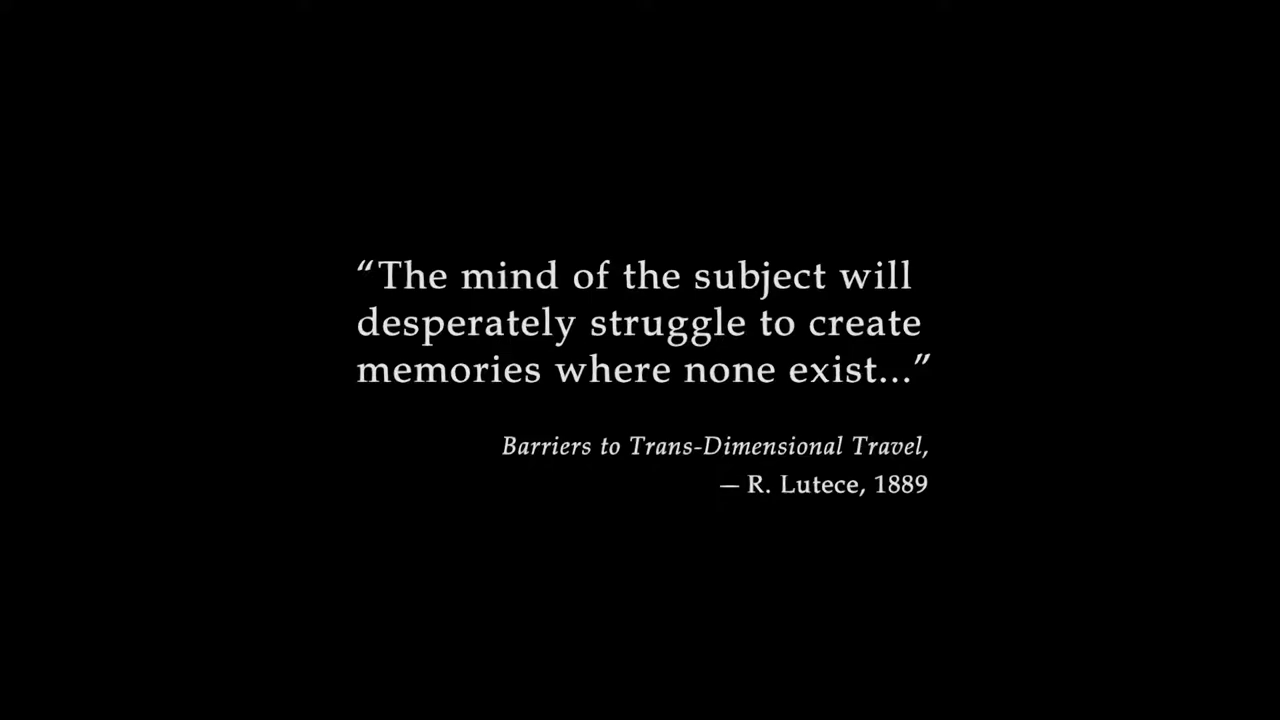 “The mind of the subject will
desperately struggle to create
memories where none exist...”
Barriers to Trans-Dimensional Travel,
— R. Lutece, 1889